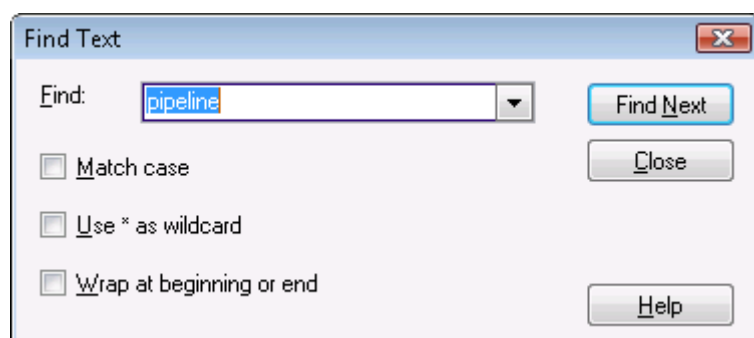 Find Text
Find: pipeline Find Next
Match case Close
Use * as wildcard
Wrap at beginning or end
Help